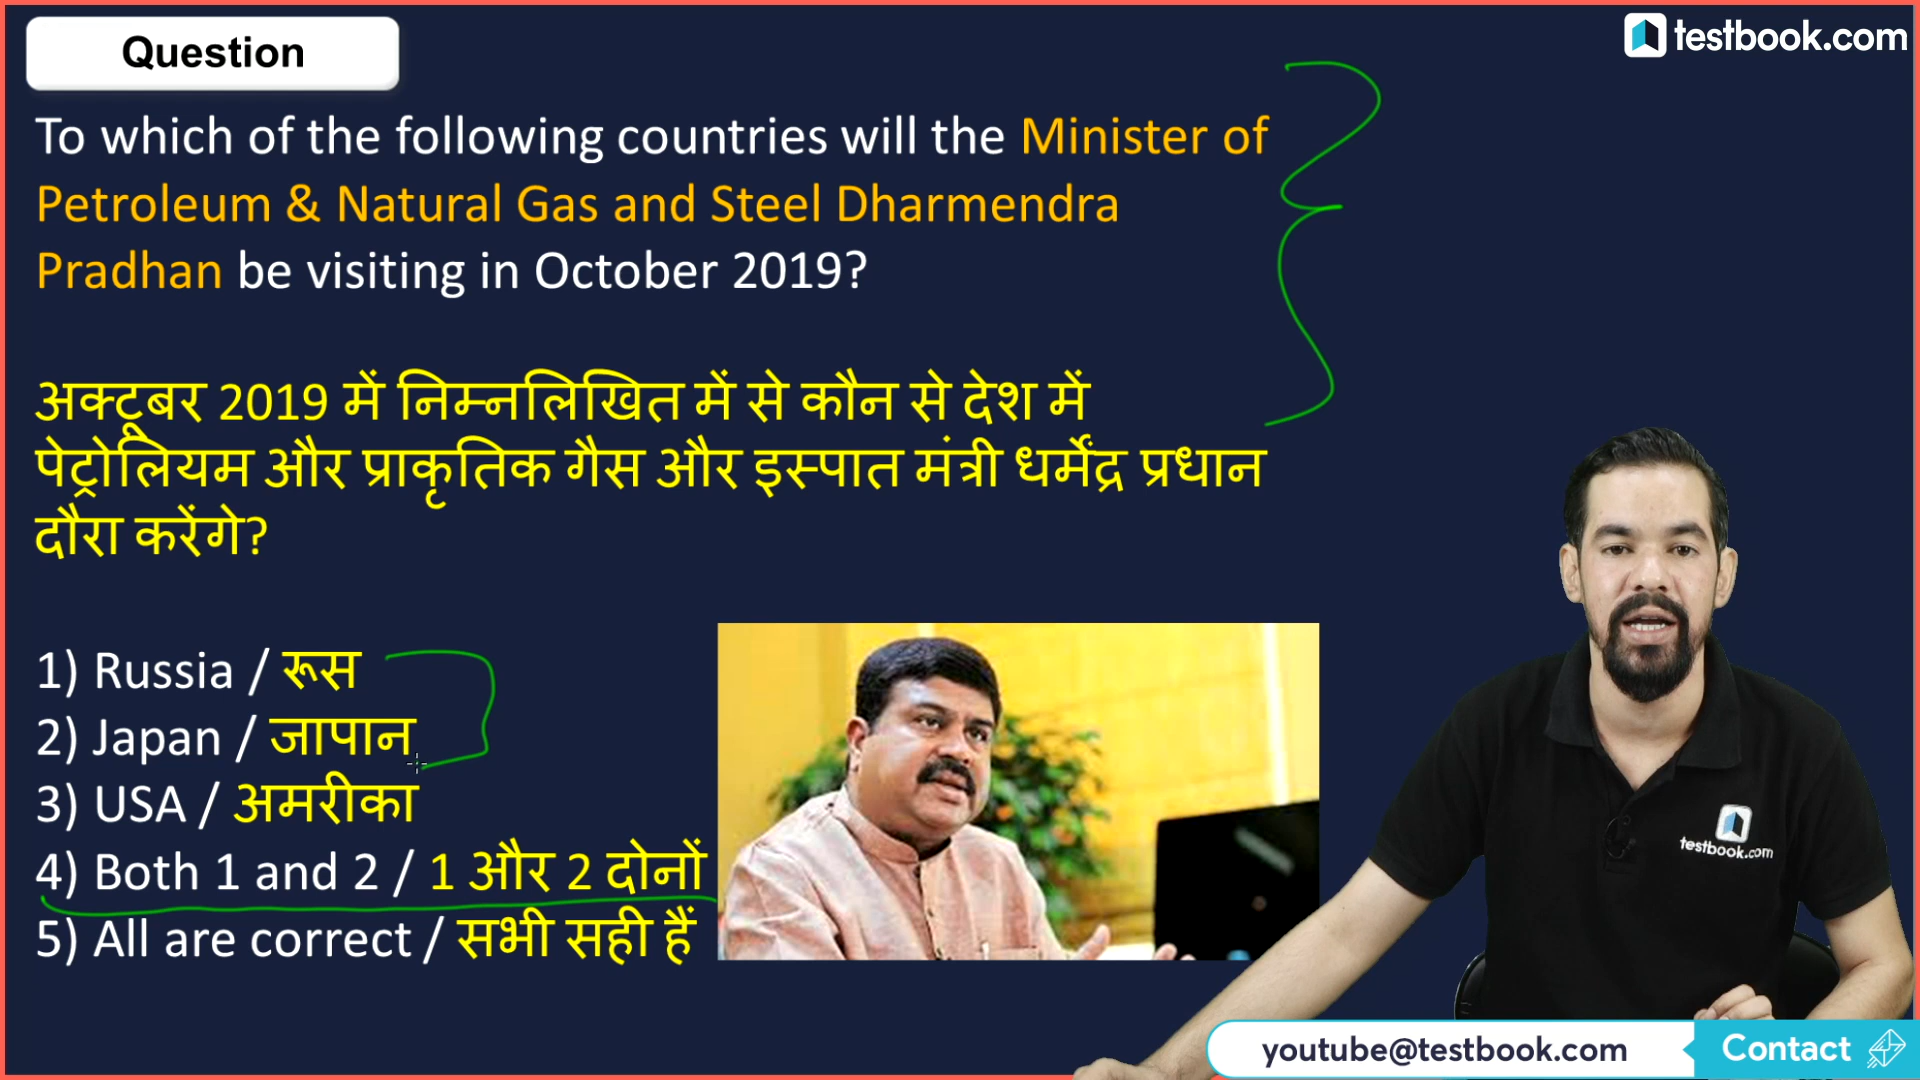 Question
testbook.com
To which of the following countries will the Minister of
Petroleum & Natural Gas and Steel Dharmendra
Pradhan be visiting in October 2019?
अक्टूबर 2019 में निम्नलिखित में से कौन से देश में
पेट्रोलियम और प्राकृतिक गैस और इस्पात मंत्री धर्मेंद्र प्रधान
दौरा करेंगे?
1) Russia / रूस
2) Japan / जापान
3) USA / अमरीका
4) Both 1 and 2 / 1 और 2 दोनों
5) All are correct / सभी सही हैं
testbook.com
youtube@testbook.com
Contact